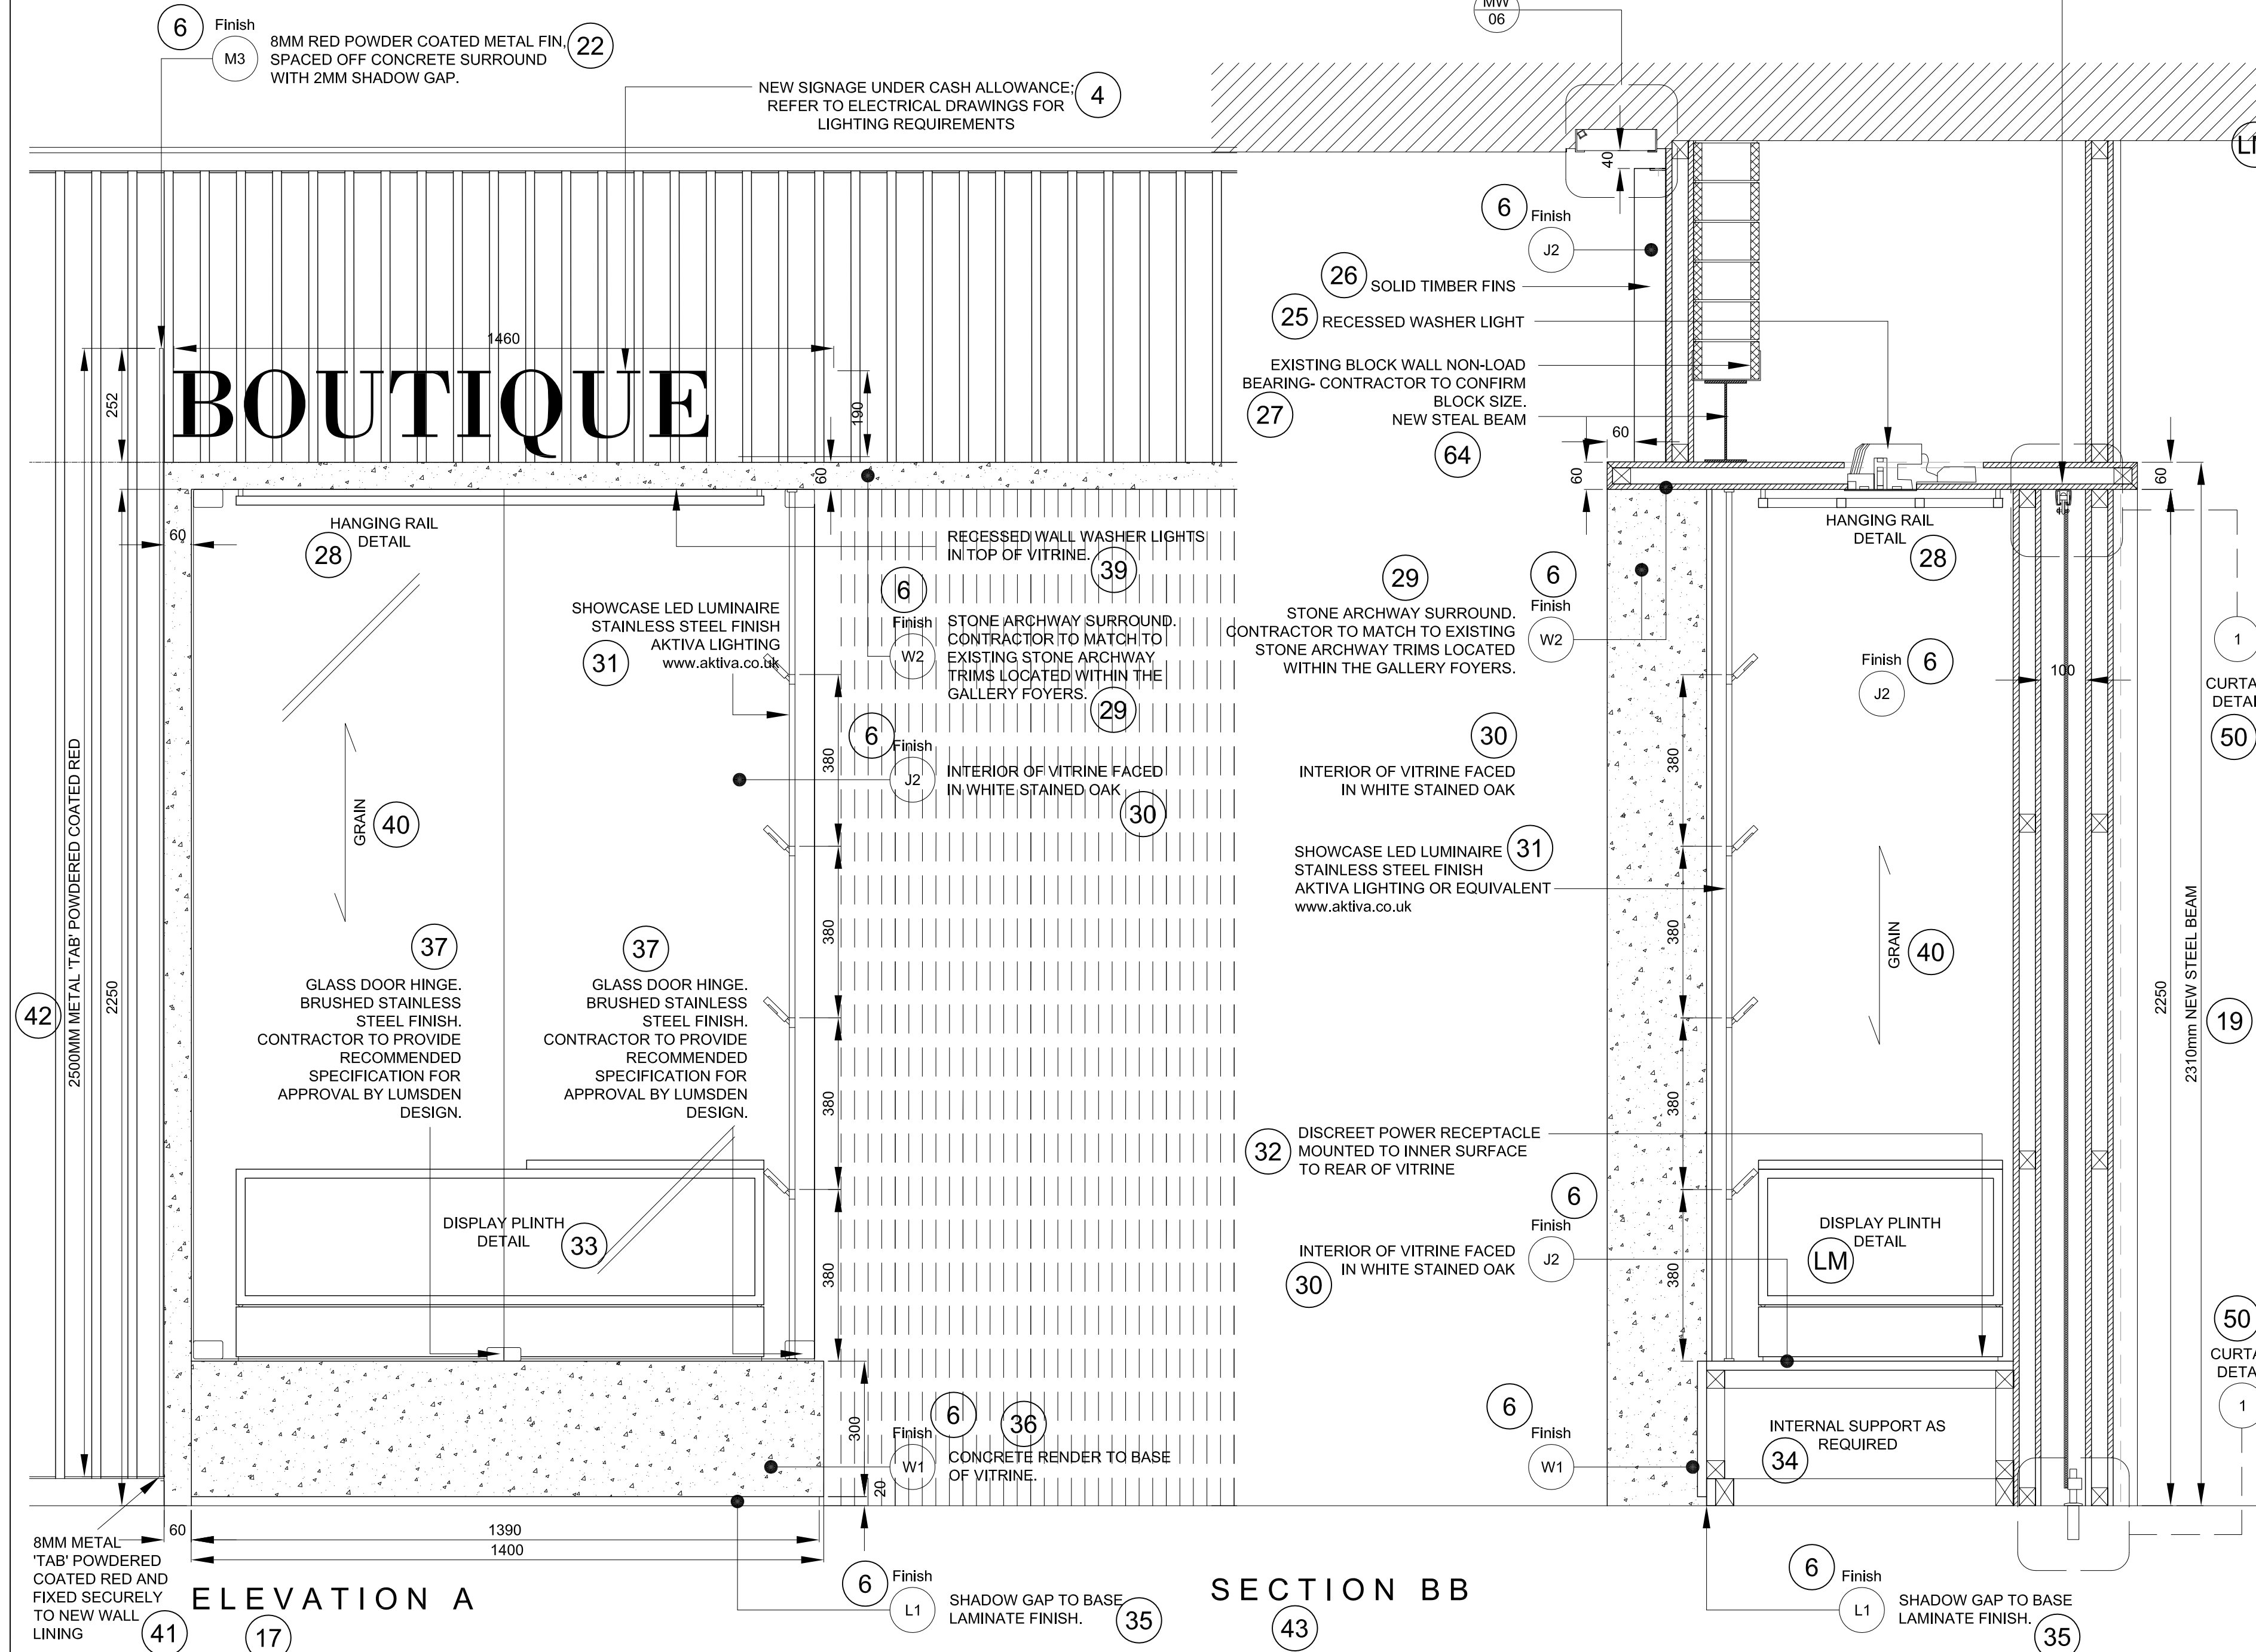 6
Finish
M3
8MM RED POWDER COATED METAL FIN,
SPACED OFF CONCRETE SURROUND
WITH 2MM SHADOW GAP.
22
NEW SIGNAGE UNDER CASH ALLOWANCE;
REFER TO ELECTRICAL DRAWINGS FOR
LIGHTING REQUIREMENTS
4
1460
BOUTIQUE
252
190
60
60
HANGING RAIL
DETAIL
28
RECESSED WALL WASHER LIGHTS
IN TOP OF VITRINE.
39
SHOWCASE LED LUMINAIRE
STAINLESS STEEL FINISH
AKTIVA LIGHTING
www.aktiva.co.uk
31
6
Finish
W2
STONE ARCHWAY SURROUND.
CONTRACTOR TO MATCH TO
EXISTING STONE ARCHWAY
TRIMS LOCATED WITHIN THE
GALLERY FOYERS.
29
6
Finish
J2
INTERIOR OF VITRINE FACED
IN WHITE STAINED OAK
30
380
380
380
380
GRAIN
40
2500MM METAL 'TAB' POWDERED COATED RED
42
2250
37
GLASS DOOR HINGE.
BRUSHED STAINLESS
STEEL FINISH.
CONTRACTOR TO PROVIDE
RECOMMENDED
SPECIFICATION FOR
APPROVAL BY LUMSDEN
DESIGN.
37
GLASS DOOR HINGE.
BRUSHED STAINLESS
STEEL FINISH.
CONTRACTOR TO PROVIDE
RECOMMENDED
SPECIFICATION FOR
APPROVAL BY LUMSDEN
DESIGN.
DISPLAY PLINTH
DETAIL
33
300
20
6
36
Finish
W1
CONCRETE RENDER TO BASE
OF VITRINE.
60
1390
1400
8MM METAL
'TAB' POWDERED
COATED RED AND
FIXED SECURELY
TO NEW WALL
LINING
41
ELEVATION A
17
6
Finish
L1
SHADOW GAP TO BASE
LAMINATE FINISH.
35
MW
06
40
6
Finish
J2
26
SOLID TIMBER FINS
25
RECESSED WASHER LIGHT
EXISTING BLOCK WALL NON-LOAD
BEARING- CONTRACTOR TO CONFIRM
BLOCK SIZE.
27
NEW STEAL BEAM
64
60
60
60
HANGING RAIL
DETAIL
28
29
STONE ARCHWAY SURROUND.
CONTRACTOR TO MATCH TO EXISTING
STONE ARCHWAY TRIMS LOCATED
WITHIN THE GALLERY FOYERS.
6
Finish
W2
Finish
6
J2
100
1
DETAIL
50
30
INTERIOR OF VITRINE FACED
IN WHITE STAINED OAK
SHOWCASE LED LUMINAIRE
STAINLESS STEEL FINISH
AKTIVA LIGHTING OR EQUIVALENT
www.aktiva.co.uk
31
380
380
380
380
GRAIN
40
2250
2310mm NEW STEEL BEAM
19
32
DISCREET POWER RECEPTACLE
MOUNTED TO INNER SURFACE
TO REAR OF VITRINE
6
Finish
J2
INTERIOR OF VITRINE FACED
IN WHITE STAINED OAK
30
DISPLAY PLINTH
DETAIL
LM
50
1
6
Finish
W1
INTERNAL SUPPORT AS
REQUIRED
34
SECTION BB
43
6
Finish
L1
SHADOW GAP TO BASE
LAMINATE FINISH.
35